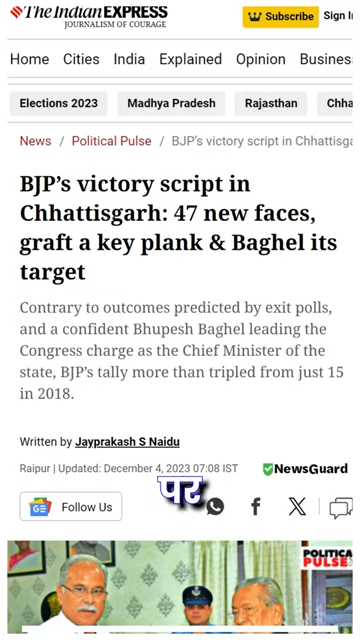 The Indian EXPRESS
JOURNALISM OF COURAGE
Subscribe Sign I
Home Cities India Explained Opinion Busines
Elections 2023 Madhya Pradesh Rajasthan Chha
News / Political Pulse / BJP's victory script in Chhattisga
BJP's victory script in
Chhattisgarh: 47 new faces,
graft a key plank & Baghel its
target
Contrary to outcomes predicted by exit polls,
and a confident Bhupesh Baghel leading the
Congress charge as the Chief Minister of the
state, BJP's tally more than tripled from just 15
in 2018.
Written by Jayprakash S Naidu
Raipur | Updated: December 4, 2023 07:08 IST
NewsGuard
पर
Follow Us
POLITICA
PULSE